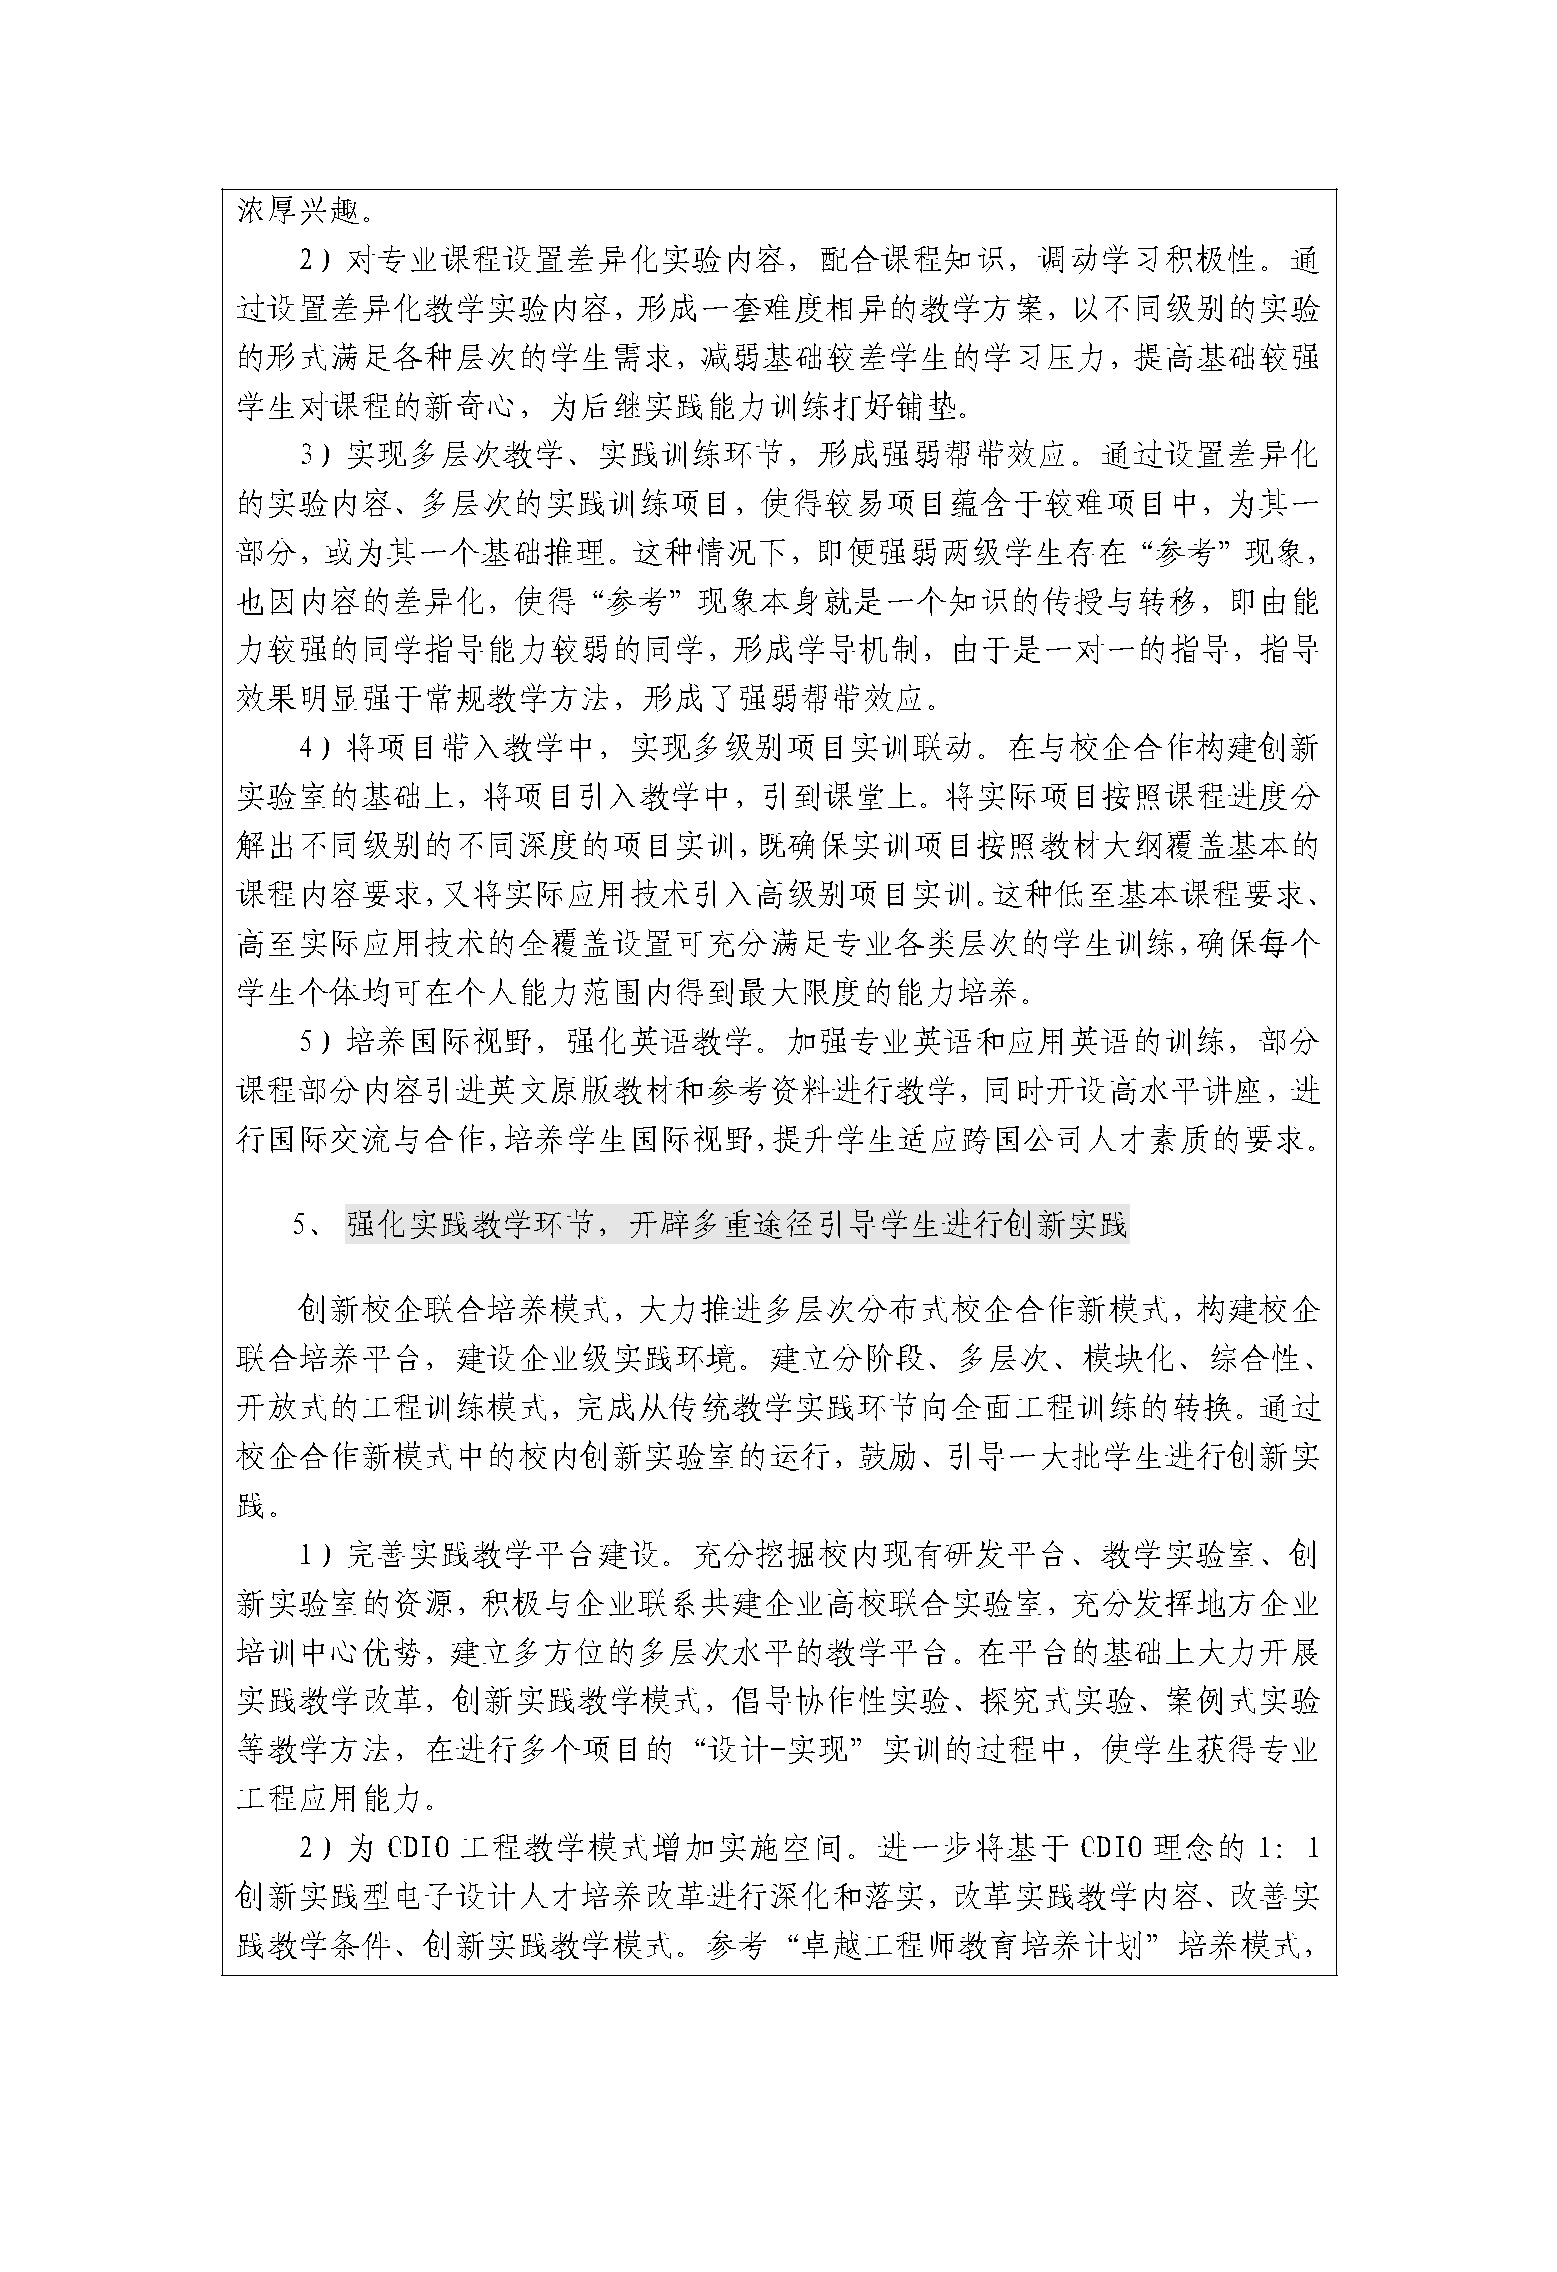 浓厚兴趣。
2）对专业课程设置差异化实验内容，配合课程知识，调动学习积极性。通
过设置差异化教学实验内容，形成一套难度相异的教学方案，以不同级别的实验
的形式满足各种层次的学生需求，减弱基础较差学生的学习压力，提高基础较强
学生对课程的新奇心，为后继实践能力训练打好铺垫。
3）实现多层次教学、实践训练环节，形成强弱帮带效应。通过设置差异化
的实验内容、多层次的实践训练项目，使得较易项目蕴含于较难项目中，为其一
部分，或为其一个基础推理。这种情况下，即便强弱两级学生存在“参考”现象，
也因内容的差异化，使得“参考”现象本身就是一个知识的传授与转移，即由能
力较强的同学指导能力较弱的同学，形成学导机制，由于是一对一的指导，指导
效果明显强于常规教学方法，形成了强弱帮带效应。
4）将项目带入教学中，实现多级别项目实训联动。在与校企合作构建创新
实验室的基础上，将项目引入教学中，引到课堂上。将实际项目按照课程进度分
解出不同级别的不同深度的项目实训，既确保实训项目按照教材大纲覆盖基本的
课程内容要求，又将实际应用技术引入高级别项目实训。这种低至基本课程要求、
高至实际应用技术的全覆盖设置可充分满足专业各类层次的学生训练，确保每个
学生个体均可在个人能力范围内得到最大限度的能力培养。
5）培养国际视野，强化英语教学。加强专业英语和应用英语的训练，部分
课程部分内容引进英文原版教材和参考资料进行教学，同时开设高水平讲座，进
行国际交流与合作，培养学生国际视野，提升学生适应跨国公司人才素质的要求。
5、 强化实践教学环节，开辟多重途径引导学生进行创新实践
创新校企联合培养模式，大力推进多层次分布式校企合作新模式，构建校企
联合培养平台，建设企业级实践环境。建立分阶段、多层次、模块化、综合性、
开放式的工程训练模式，完成从传统教学实践环节向全面工程训练的转换。通过
校企合作新模式中的校内创新实验室的运行，鼓励、引导一大批学生进行创新实
践。
1）完善实践教学平台建设。充分挖掘校内现有研发平台、教学实验室、创
新实验室的资源，积极与企业联系共建企业高校联合实验室，充分发挥地方企业
培训中心优势，建立多方位的多层次水平的教学平台。在平台的基础上大力开展
实践教学改革，创新实践教学模式，倡导协作性实验、探究式实验、案例式实验
等教学方法，在进行多个项目的“设计-实现”实训的过程中，使学生获得专业
工程应用能力。
2）为 CDIO 工程教学模式增加实施空间。进一步将基于 CDIO 理念的 1：1
创新实践型电子设计人才培养改革进行深化和落实，改革实践教学内容、改善实
践教学条件、创新实践教学模式。参考“卓越工程师教育培养计划”培养模式，